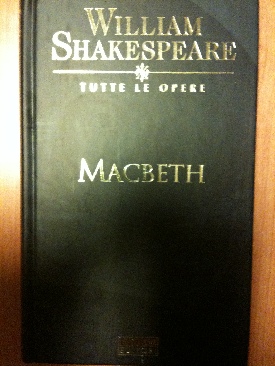 WILLIAM
SHAKESPEARE
TUTTE LE OPERE
MACBETH